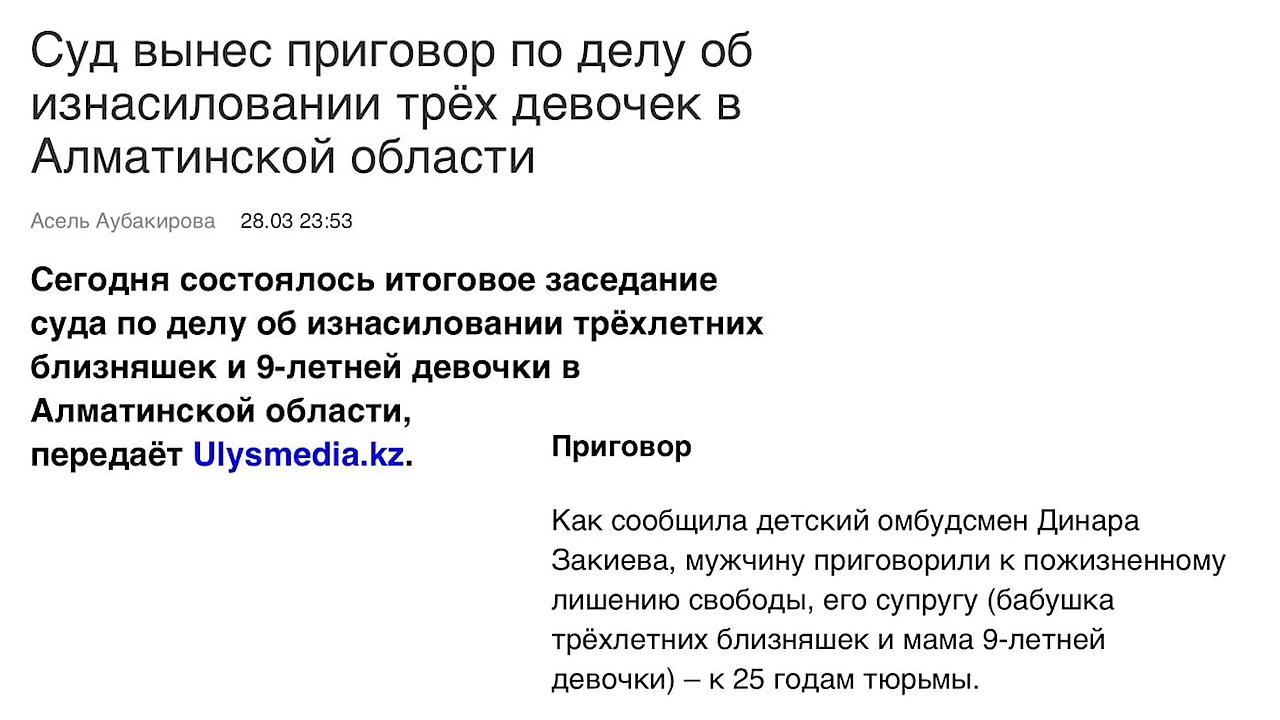 Суд вынес приговор по делу об
изнасиловании трёх девочек в
Алматинской области
Асель Аубакирова 28.03 23:53
Сегодня состоялось итоговое заседание
суда по делу об изнасиловании трёхлетних
близняшек и 9-летней девочки в
Алматинской области,
передаёт Ulysmedia.kz.
Приговор
Как сообщила детский омбудсмен Динара
Закиева, мужчину приговорили к пожизненному
лишению свободы, его супругу (бабушка
трёхлетних близняшек и мама 9-летней
девочки) – к 25 годам тюрьмы.